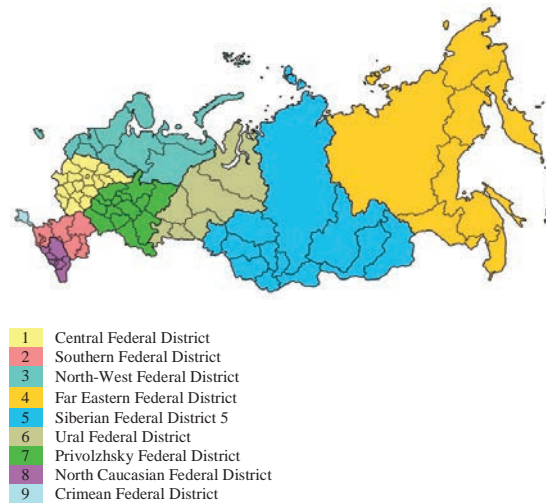 1 Central Federal District
2 Southern Federal District
3 North-West Federal District
4 Far Eastern Federal District
5 Siberian Federal District 5
6 Ural Federal District
7 Privolzhsky Federal District
8 North Caucasian Federal District
9 Crimean Federal District